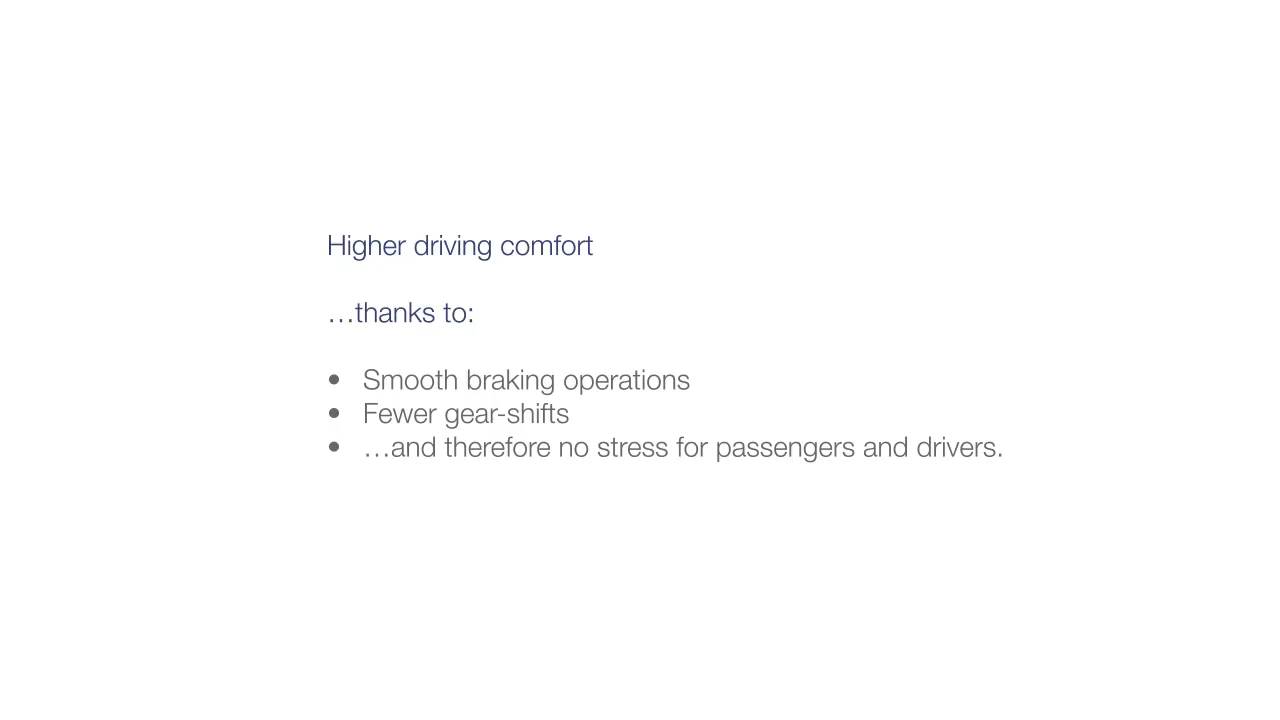 Higher driving comfort
…thanks to:
• Smooth braking operations
• Fewer gear-shifts
• …and therefore no stress for passengers and drivers.